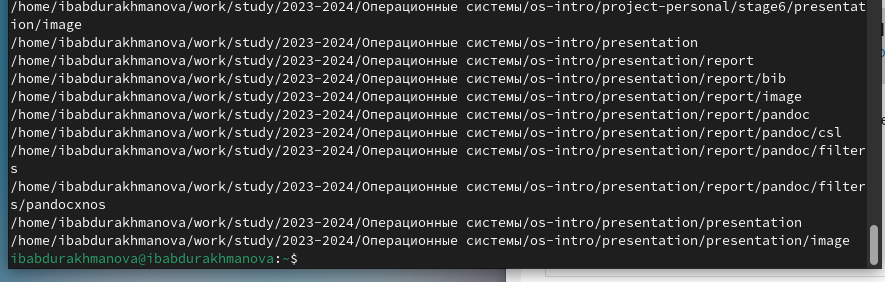 /home/ibabdurakhmanova/work/study/2023-2024/Операционные системы/os-intro/project-personal/stage6/presentat
ion/image
/home/ibabdurakhmanova/work/study/2023-2024/Операционные системы/os-intro/presentation
/home/ibabdurakhmanova/work/study/2023-2024/Операционные системы/os-intro/presentation/report
/home/ibabdurakhmanova/work/study/2023-2024/Операционные системы/os-intro/presentation/report/bib
/home/ibabdurakhmanova/work/study/2023-2024/Операционные системы/os-intro/presentation/report/image
/home/ibabdurakhmanova/work/study/2023-2024/Операционные системы/os-intro/presentation/report/pandoc
/home/ibabdurakhmanova/work/study/2023-2024/Операционные системы/os-intro/presentation/report/pandoc/csl
/home/ibabdurakhmanova/work/study/2023-2024/Операционные системы/os-intro/presentation/report/pandoc/filter
s
/home/ibabdurakhmanova/work/study/2023-2024/Операционные системы/os-intro/presentation/report/pandoc/filter
s/pandocxnos
/home/ibabdurakhmanova/work/study/2023-2024/Операционные системы/os-intro/presentation/presentation
/home/ibabdurakhmanova/work/study/2023-2024/Операционные системы/os-intro/presentation/presentation/image
ibabdurakhmanova@ibabdurakhmanova:~$